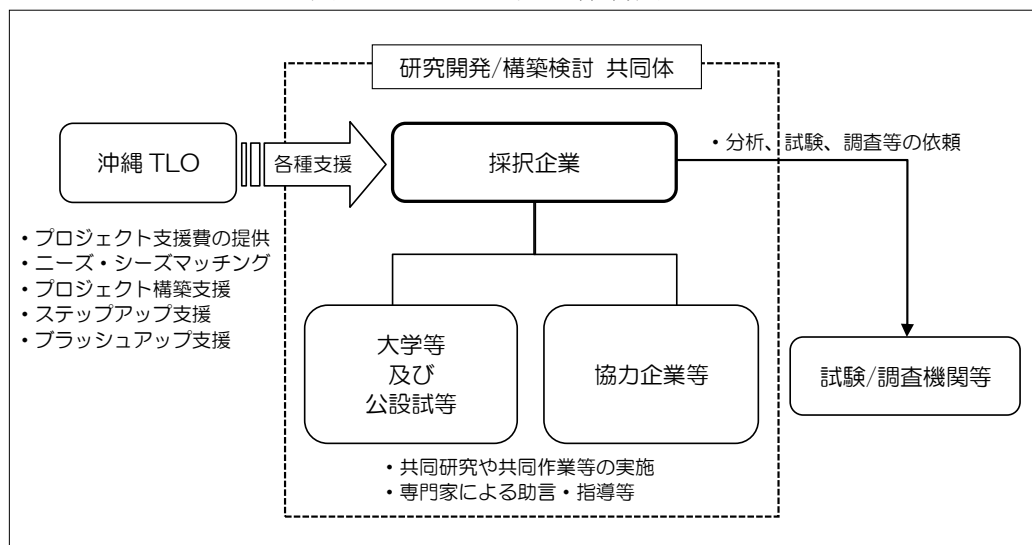 研究開発/構築検討 共同体
沖縄 TLO
各種支援
採択企業
・分析、試験、調査等の依頼
・プロジェクト支援費の提供
・ニーズ・シーズマッチング
・プロジェクト構築支援
・ステップアップ支援
・ブラッシュアップ支援
大学等
及び
公設試等
協力企業等
試験/調査機関等
・共同研究や共同作業等の実施
・専門家による助言・指導等